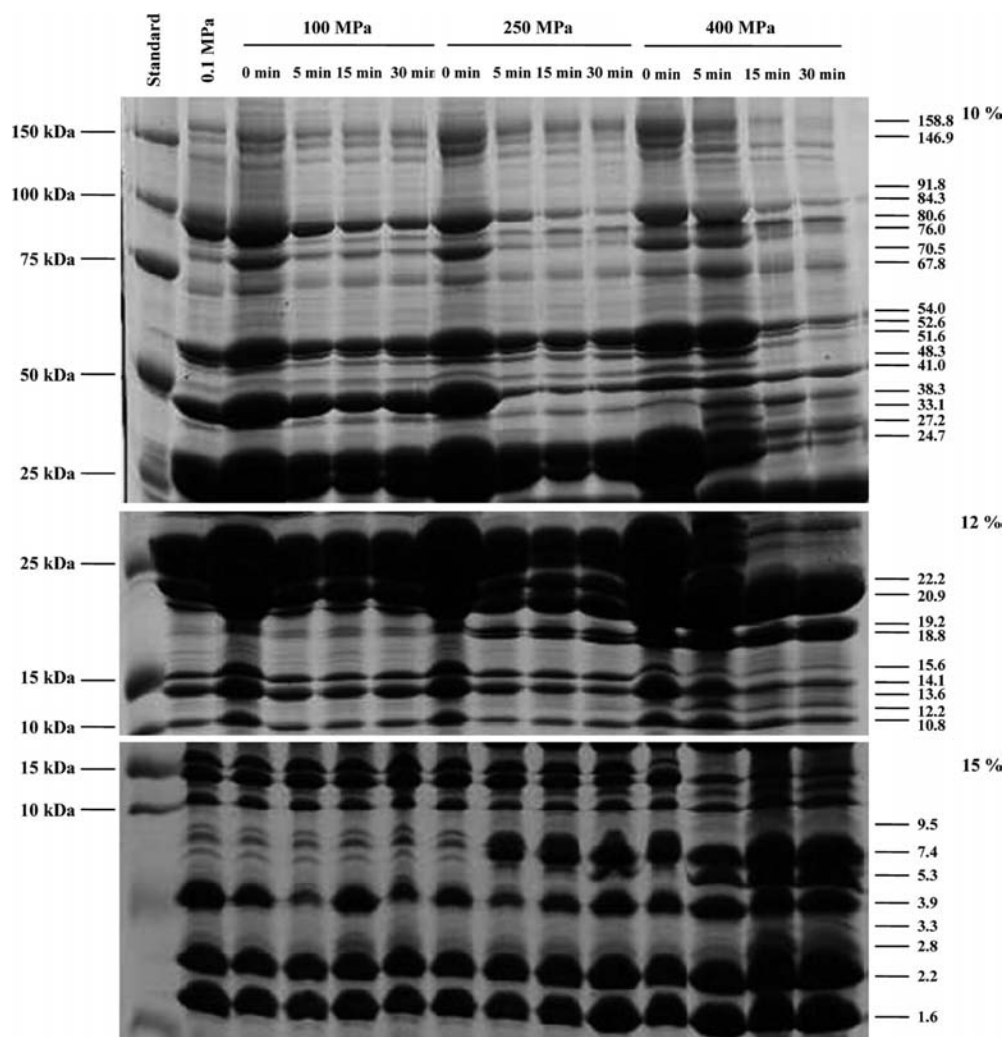 Standard
0.1 MPa
100 MPa 250 MPa 400 MPa
0 min 5 min 15 min 30 min 0 min 5 min 15 min 30 min 0 min 5 min 15 min 30 min
10 %
150 kDa
100 kDa
75 kDa
50 kDa
25 kDa
158.8
146.9
91.8
84.3
80.6
76.0
70.5
67.8
54.0
52.6
51.6
48.3
41.0
38.3
33.1
27.2
24.7
12 %
25 kDa
15 kDa
10 kDa
22.2
20.9
19.2
18.8
15.6
14.1
13.6
12.2
10.8
15 %
15 kDa
10 kDa
9.5
7.4
5.3
3.9
3.3
2.8
2.2
1.6